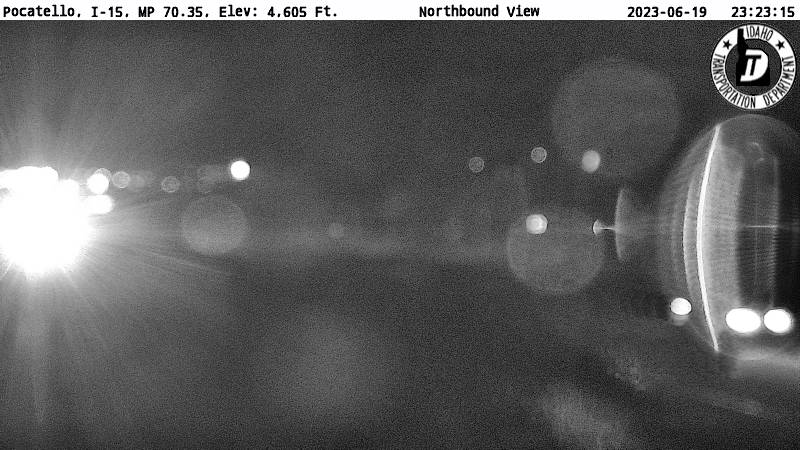 Pocatello, I-15, MP 70.35, Elev: 4,605 Ft. Northbound View 2023-06-19 23:23:15
IDAHO
TRANSPORTATION DEPARTMENT